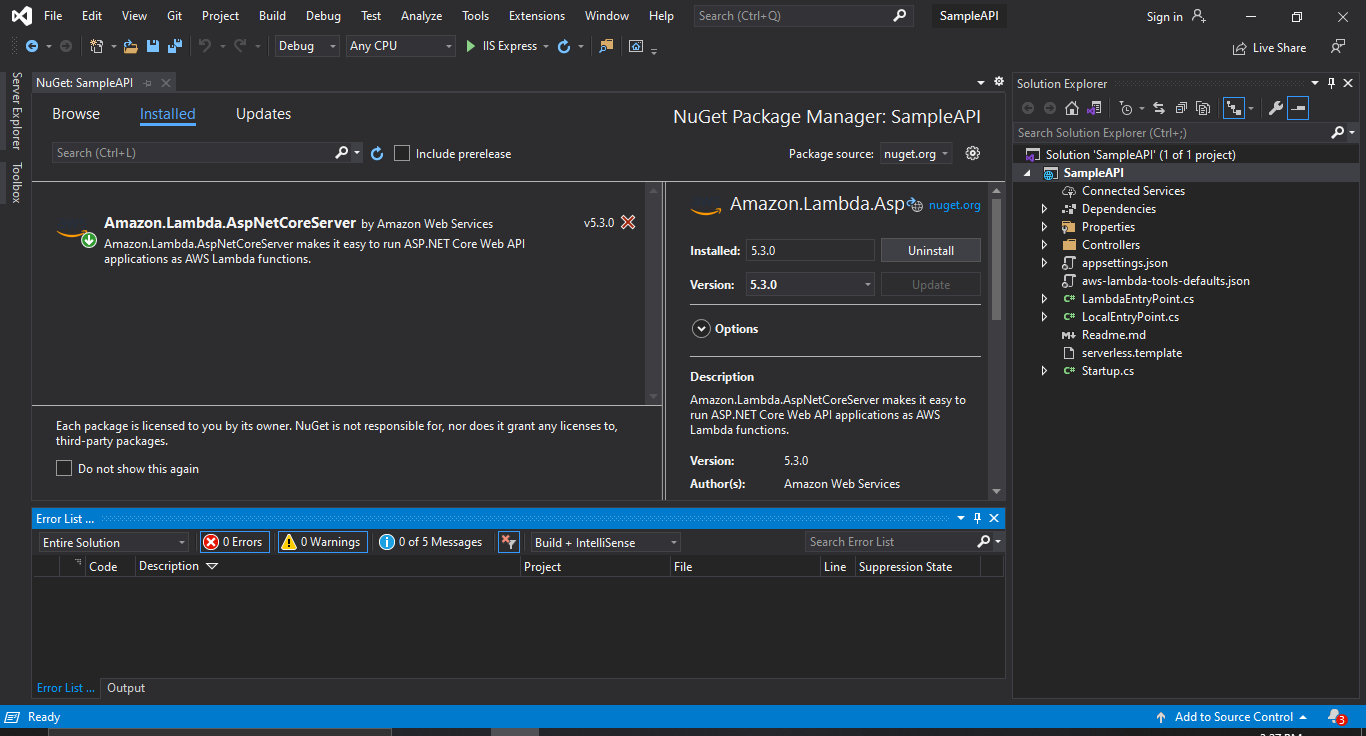 File Edit View Git Project Build Debug Test Analyze Tools Extensions Window Help Search (Ctrl+Q) SampleAPI Sign in
Debug Any CPU IIS Express Live Share
Server Explorer
Toolbox
NuGet: SampleAPI
Browse Installed Updates
NuGet Package Manager: SampleAPI
Search (Ctrl+L) Include prerelease
Package source: nuget.org
Amazon.Lambda.AspNetCoreServer by Amazon Web Services v5.3.0
Amazon.Lambda.AspNetCoreServer makes it easy to run ASP.NET Core Web API
applications as AWS Lambda functions.
Each package is licensed to you by its owner. NuGet is not responsible for, nor does it grant any licenses to,
third-party packages.
Do not show this again
Amazon.Lambda.Asp nuget.org
Installed: 5.3.0 Uninstall
Version: 5.3.0 Update
Options
Description
Amazon.Lambda.AspNetCoreServer makes it easy to
run ASP.NET Core Web API applications as AWS
Lambda functions.
Version: 5.3.0
Author(s): Amazon Web Services
Error List ...
Entire Solution 0 Errors 0 Warnings 0 of 5 Messages Build + IntelliSense Search Error List
Code Description Project File Line Suppression State
Error List ... Output
Solution Explorer
Search Solution Explorer (Ctrl+;)
Solution 'SampleAPI' (1 of 1 project)
SampleAPI
Connected Services
Dependencies
Properties
Controllers
appsettings.json
aws-lambda-tools-defaults.json
C# LambdaEntryPoint.cs
C# LocalEntryPoint.cs
Readme.md
serverless.template
C# Startup.cs
Ready Add to Source Control 3